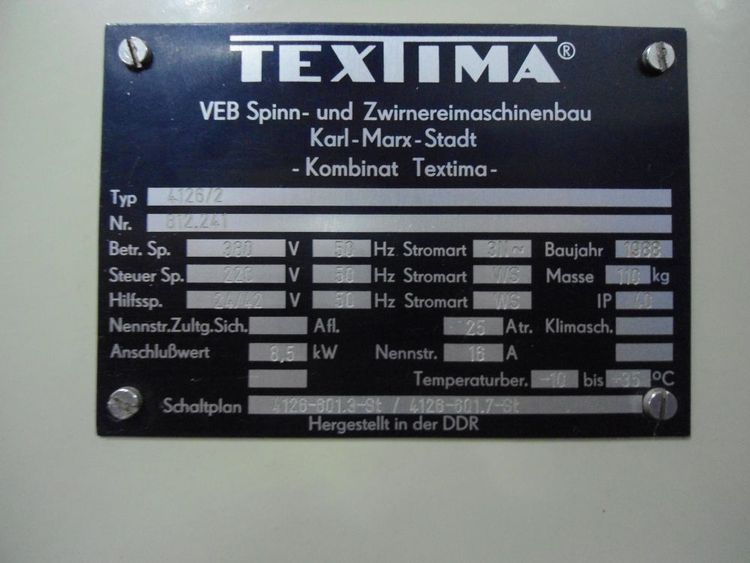 TEXTIMA®
VEB Spinn- und Zwirnereimaschinenbau
Karl-Marx-Stadt
- Kombinat Textima -
Typ 4126/2
Nr. 812.241
Betr. Sp. 380 V 50 Hz Stromart 3N~ Baujahr 1988
Steuer Sp. 220 V 50 Hz Stromart WS Masse 110 kg
Hilfssp. 24/42 V 50 Hz Stromart WS IP 40
Nennstr.Zultg.Sich. Afl. 25 Atr. Klimasch.
Anschlußwert 8,5 kW Nennstr. 16 A
Temperaturber. -10 bis +35 °C
Schaltplan 4126-601.3-St / 4126-601.7-St
Hergestellt in der DDR